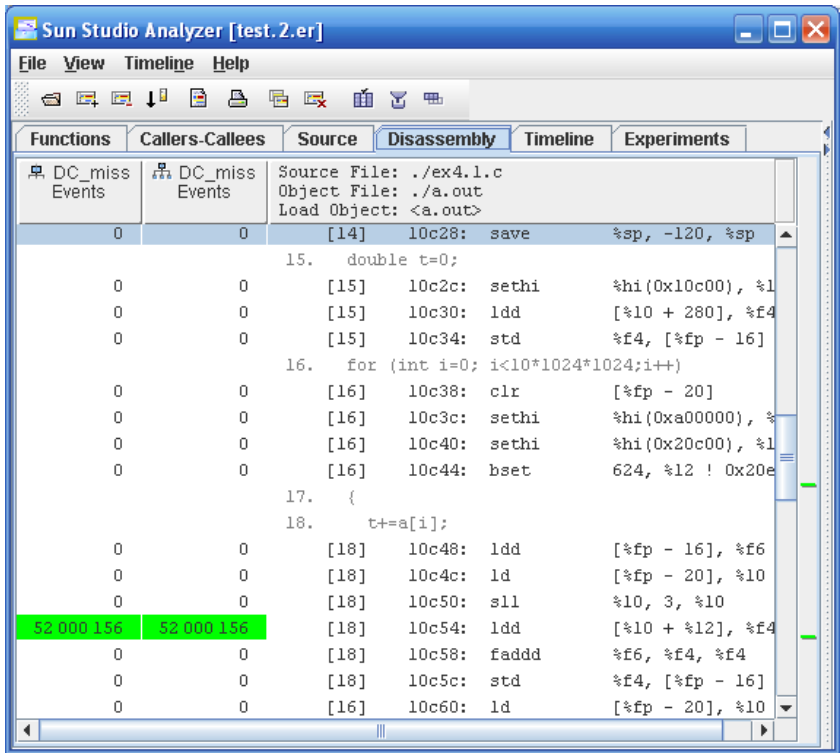 Sun Studio Analyzer [test.2.er]
File View Timeline Help
Functions Callers-Callees Source Disassembly Timeline Experiments
DC_miss Events DC_miss Events
Source File: ./ex4.1.c
Object File: ./a.out
Load Object: <a.out>
0 0 [14] 10c28: save %sp, -120, %sp
15. double t=0;
0 0 [15] 10c2c: sethi %hi(0x10c00), %l
0 0 [15] 10c30: ldd [%l0 + 280], %f4
0 0 [15] 10c34: std %f4, [%fp - 16]
16. for (int i=0; i<10*1024*1024;i++)
0 0 [16] 10c38: clr [%fp - 20]
0 0 [16] 10c3c: sethi %hi(0xa00000), %
0 0 [16] 10c40: sethi %hi(0x20c00), %l
0 0 [16] 10c44: bset 624, %l2 ! 0x20e
17. {
18. t+=a[i];
0 0 [18] 10c48: ldd [%fp - 16], %f6
0 0 [18] 10c4c: ld [%fp - 20], %l0
0 0 [18] 10c50: sll %l0, 3, %l0
52 000 156 52 000 156 [18] 10c54: ldd [%l0 + %l2], %f4
0 0 [18] 10c58: faddd %f6, %f4, %f4
0 0 [18] 10c5c: std %f4, [%fp - 16]
0 0 [16] 10c60: ld [%fp - 20], %l0